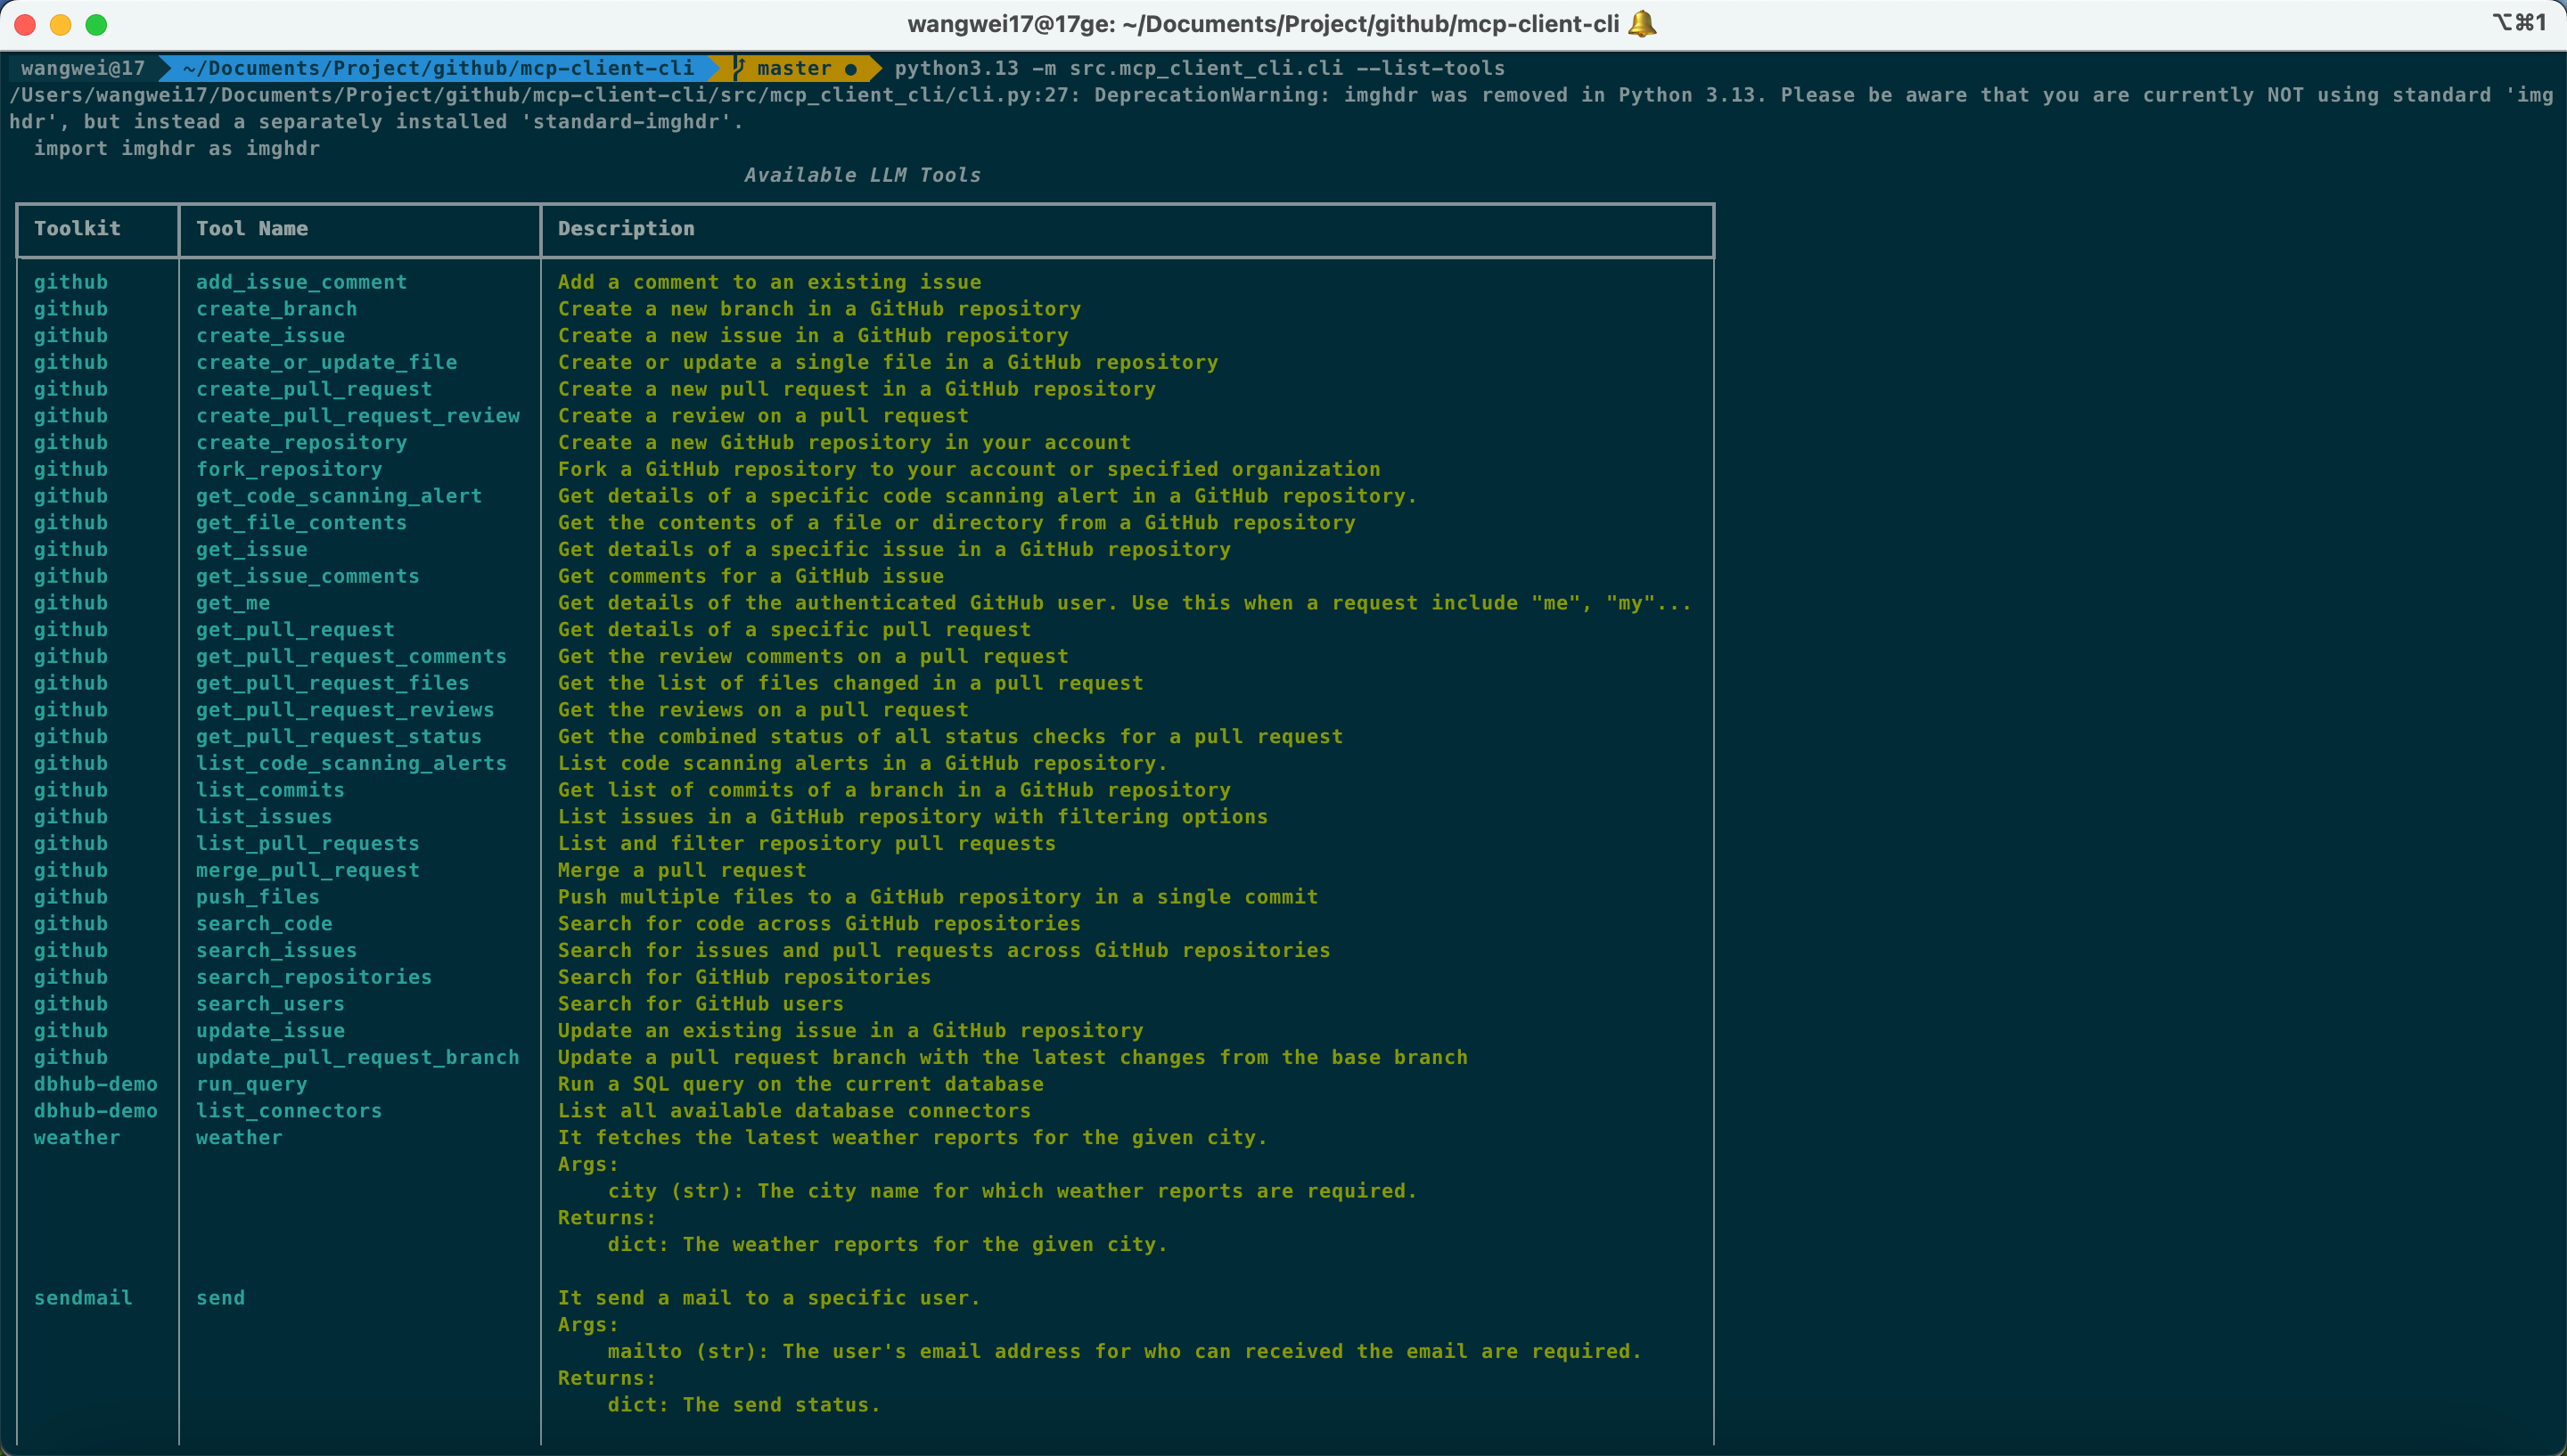 wangwei17@17ge: ~/Documents/Project/github/mcp-client-cli 🔔
⌥⌘1
wangwei@17 ~/Documents/Project/github/mcp-client-cli master ● python3.13 -m src.mcp_client_cli.cli --list-tools
/Users/wangwei17/Documents/Project/github/mcp-client-cli/src/mcp_client_cli/cli.py:27: DeprecationWarning: imghdr was removed in Python 3.13. Please be aware that you are currently NOT using standard 'img
hdr', but instead a separately installed 'standard-imghdr'.
import imghdr as imghdr
Available LLM Tools
Toolkit Tool Name Description
github add_issue_comment Add a comment to an existing issue
github create_branch Create a new branch in a GitHub repository
github create_issue Create a new issue in a GitHub repository
github create_or_update_file Create or update a single file in a GitHub repository
github create_pull_request Create a new pull request in a GitHub repository
github create_pull_request_review Create a review on a pull request
github create_repository Create a new GitHub repository in your account
github fork_repository Fork a GitHub repository to your account or specified organization
github get_code_scanning_alert Get details of a specific code scanning alert in a GitHub repository.
github get_file_contents Get the contents of a file or directory from a GitHub repository
github get_issue Get details of a specific issue in a GitHub repository
github get_issue_comments Get comments for a GitHub issue
github get_me Get details of the authenticated GitHub user. Use this when a request include "me", "my"...
github get_pull_request Get details of a specific pull request
github get_pull_request_comments Get the review comments on a pull request
github get_pull_request_files Get the list of files changed in a pull request
github get_pull_request_reviews Get the reviews on a pull request
github get_pull_request_status Get the combined status of all status checks for a pull request
github list_code_scanning_alerts List code scanning alerts in a GitHub repository.
github list_commits Get list of commits of a branch in a GitHub repository
github list_issues List issues in a GitHub repository with filtering options
github list_pull_requests List and filter repository pull requests
github merge_pull_request Merge a pull request
github push_files Push multiple files to a GitHub repository in a single commit
github search_code Search for code across GitHub repositories
github search_issues Search for issues and pull requests across GitHub repositories
github search_repositories Search for GitHub repositories
github search_users Search for GitHub users
github update_issue Update an existing issue in a GitHub repository
github update_pull_request_branch Update a pull request branch with the latest changes from the base branch
dbhub-demo run_query Run a SQL query on the current database
dbhub-demo list_connectors List all available database connectors
weather weather It fetches the latest weather reports for the given city.
Args:
city (str): The city name for which weather reports are required.
Returns:
dict: The weather reports for the given city.
sendmail send It send a mail to a specific user.
Args:
mailto (str): The user's email address for who can received the email are required.
Returns:
dict: The send status.